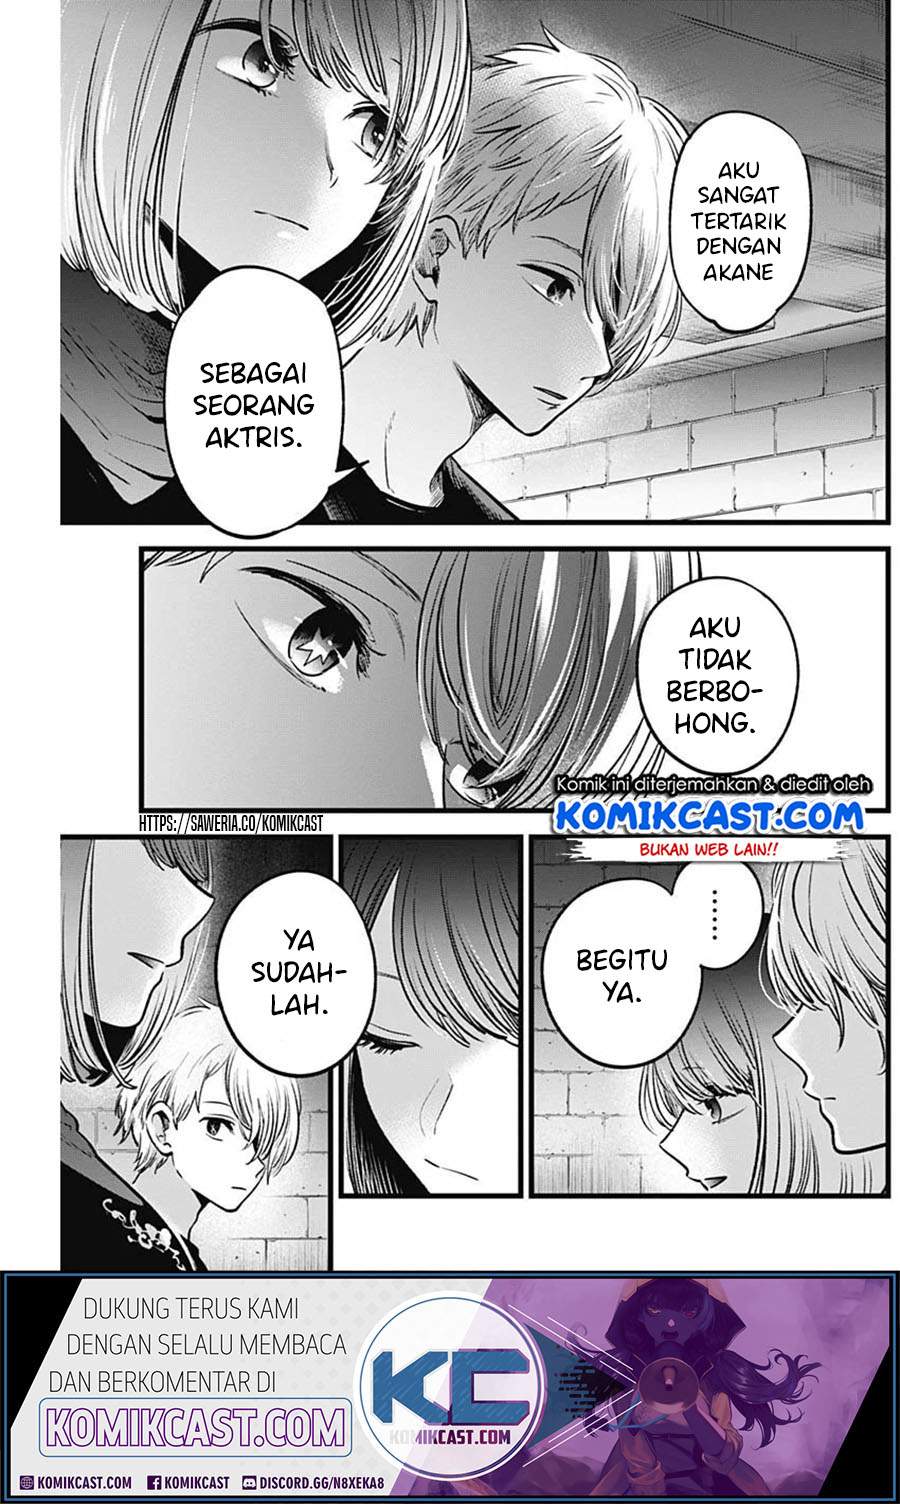 AKU
SANGAT
TERTARIK
DENGAN
AKANE
SEBAGAI
SEORANG
AKTRIS.
AKU
TIDAK
BERBO-
HONG.
Komik ini diterjemahkan & diedit oleh
KOMIKCAST.COM
BUKAN WEB LAIN!!
HTTPS://SAWERIA.CO/KOMIKCAST
......
BEGITU
YA.
YA
SUDAH-
LAH.
DUKUNG TERUS KAMI
DENGAN SELALU MEMBACA
DAN BERKOMENTAR DI
KOMIKCAST.COM
KC
KOMIKCAST.COM
KOMIKCAST.COM
KOMIKCAST
DISCORD.GG/N8XEKA8